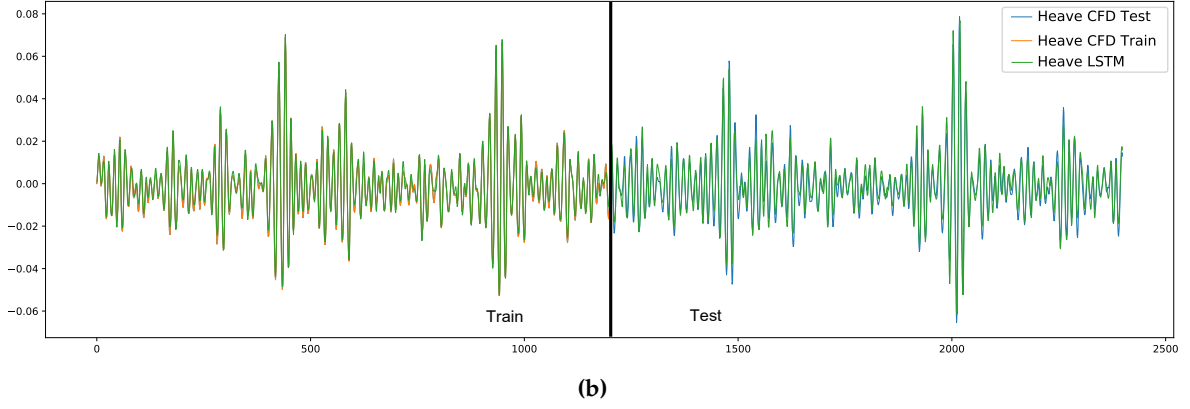 0.08
0.06
0.04
0.02
0.00
−0.02
−0.04
−0.06
Heave CFD Test
Heave CFD Train
Heave LSTM
Train
Test
0
500
1000
1500
2000
2500
(b)